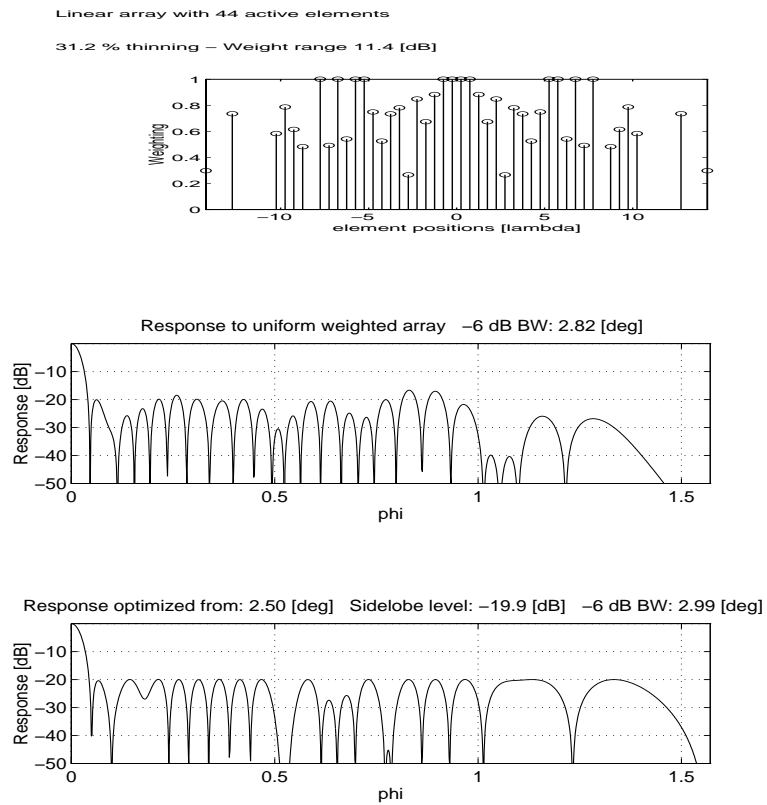 Linear array with 44 active elements
31.2 % thinning − Weight range 11.4 [dB]
1
0.8
0.6
0.4
0.2
0
Weighting
−10 −5 0 5 10
element positions [lambda]
Response to uniform weighted array −6 dB BW: 2.82 [deg]
−10
−20
−30
−40
−50
Response [dB]
0 0.5 1 1.5
phi
Response optimized from: 2.50 [deg] Sidelobe level: −19.9 [dB] −6 dB BW: 2.99 [deg]
−10
−20
−30
−40
−50
Response [dB]
0 0.5 1 1.5
phi